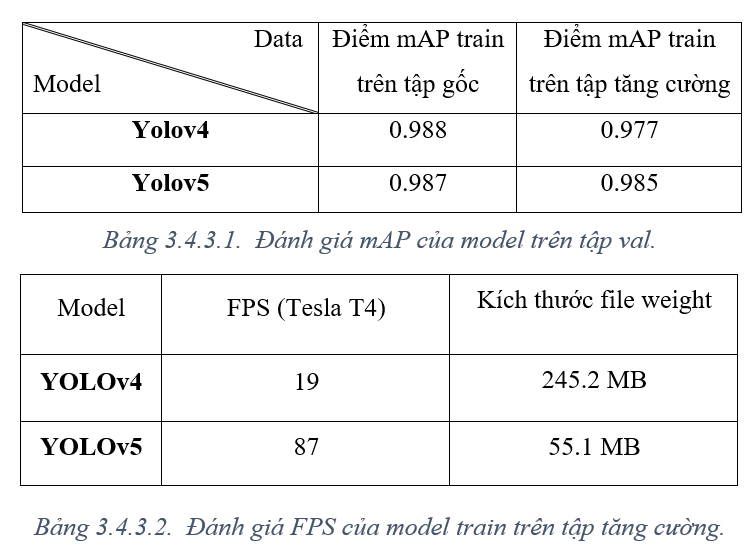 Data
Model
Điểm mAP train
trên tập gốc
Điểm mAP train
trên tập tăng cường
Yolov4 0.988 0.977
Yolov5 0.987 0.985
Bảng 3.4.3.1. Đánh giá mAP của model trên tập val.
Model FPS (Tesla T4) Kích thước file weight
YOLOv4 19 245.2 MB
YOLOv5 87 55.1 MB
Bảng 3.4.3.2. Đánh giá FPS của model train trên tập tăng cường.